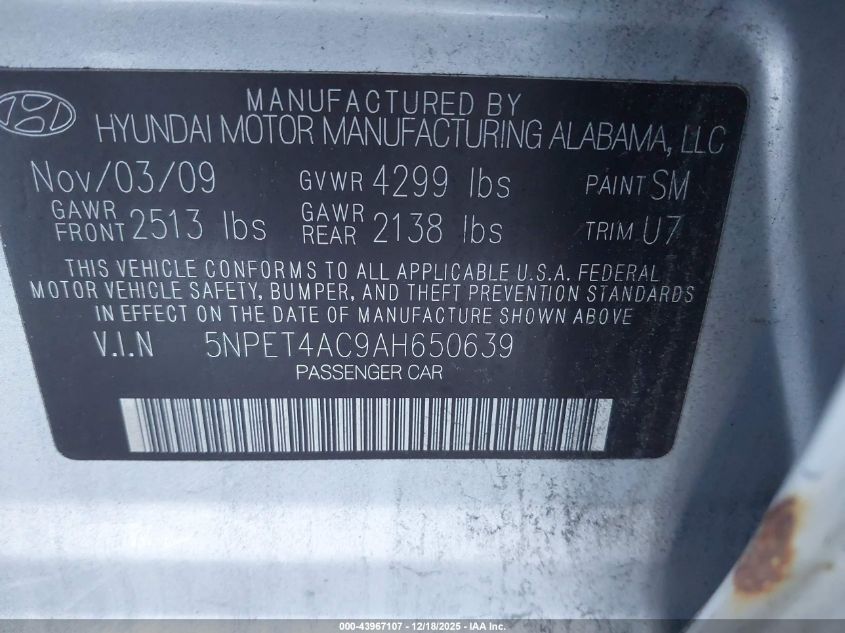 MANUFACTURED BY
HYUNDAI MOTOR MANUFACTURING ALABAMA, LLC
Nov/03/09 GVWR 4299 lbs PAINT SM
GAWR FRONT 2513 lbs GAWR REAR 2138 lbs TRIM U7
THIS VEHICLE CONFORMS TO ALL APPLICABLE U.S.A. FEDERAL
MOTOR VEHICLE SAFETY, BUMPER, AND THEFT PREVENTION STANDARDS
IN EFFECT ON THE DATE OF MANUFACTURE SHOWN ABOVE
V.I.N 5NPET4AC9AH650639
PASSENGER CAR
000-43967107 - 12/18/2025 - IAA Inc.